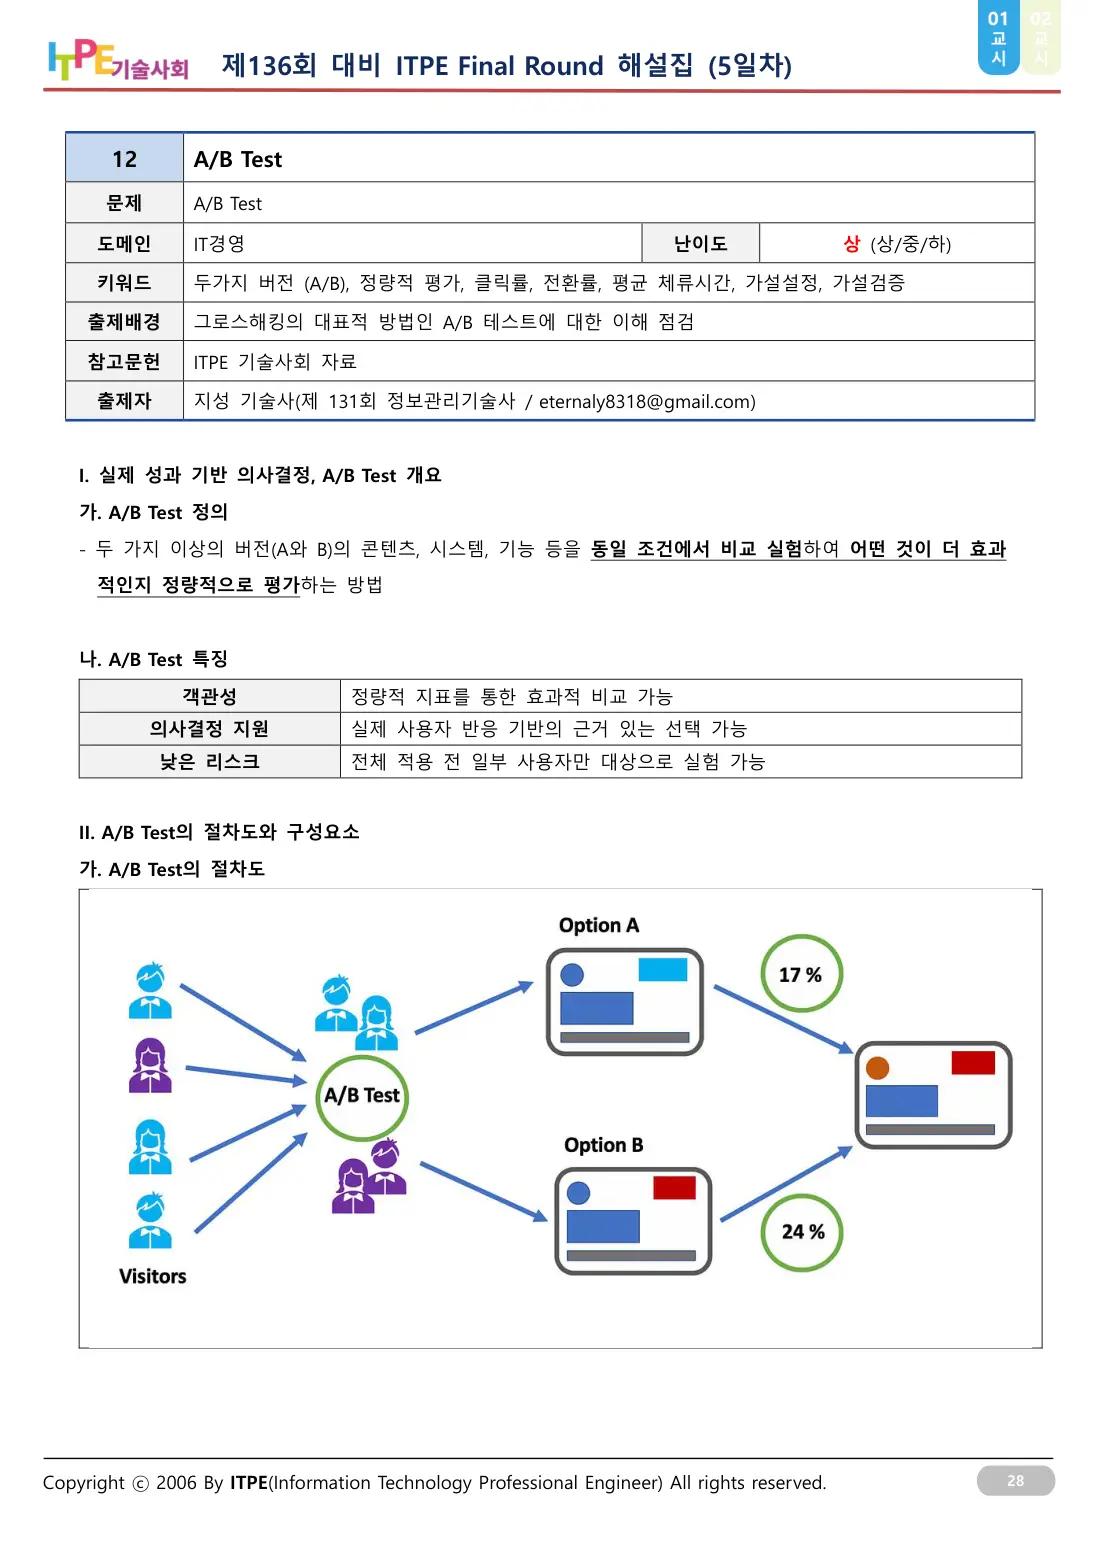 01
교
시
02
교
시
ITPE기술사회
제136회 대비 ITPE Final Round 해설집 (5일차)
12 A/B Test
문제 A/B Test
도메인 IT경영 난이도 상 (상/중/하)
키워드 두가지 버전 (A/B), 정량적 평가, 클릭률, 전환률, 평균 체류시간, 가설설정, 가설검증
출제배경 그로스해킹의 대표적 방법인 A/B 테스트에 대한 이해 점검
참고문헌 ITPE 기술사회 자료
출제자 지성 기술사(제 131회 정보관리기술사 / eternaly8318@gmail.com)
I. 실제 성과 기반 의사결정, A/B Test 개요
가. A/B Test 정의
- 두 가지 이상의 버전(A와 B)의 콘텐츠, 시스템, 기능 등을 동일 조건에서 비교 실험하여 어떤 것이 더 효과
적인지 정량적으로 평가하는 방법
나. A/B Test 특징
객관성 정량적 지표를 통한 효과적 비교 가능
의사결정 지원 실제 사용자 반응 기반의 근거 있는 선택 가능
낮은 리스크 전체 적용 전 일부 사용자만 대상으로 실험 가능
II. A/B Test의 절차도와 구성요소
가. A/B Test의 절차도
Option A
17 %
A/B Test
Option B
24 %
Visitors
Copyright ⓒ 2006 By ITPE(Information Technology Professional Engineer) All rights reserved.
28